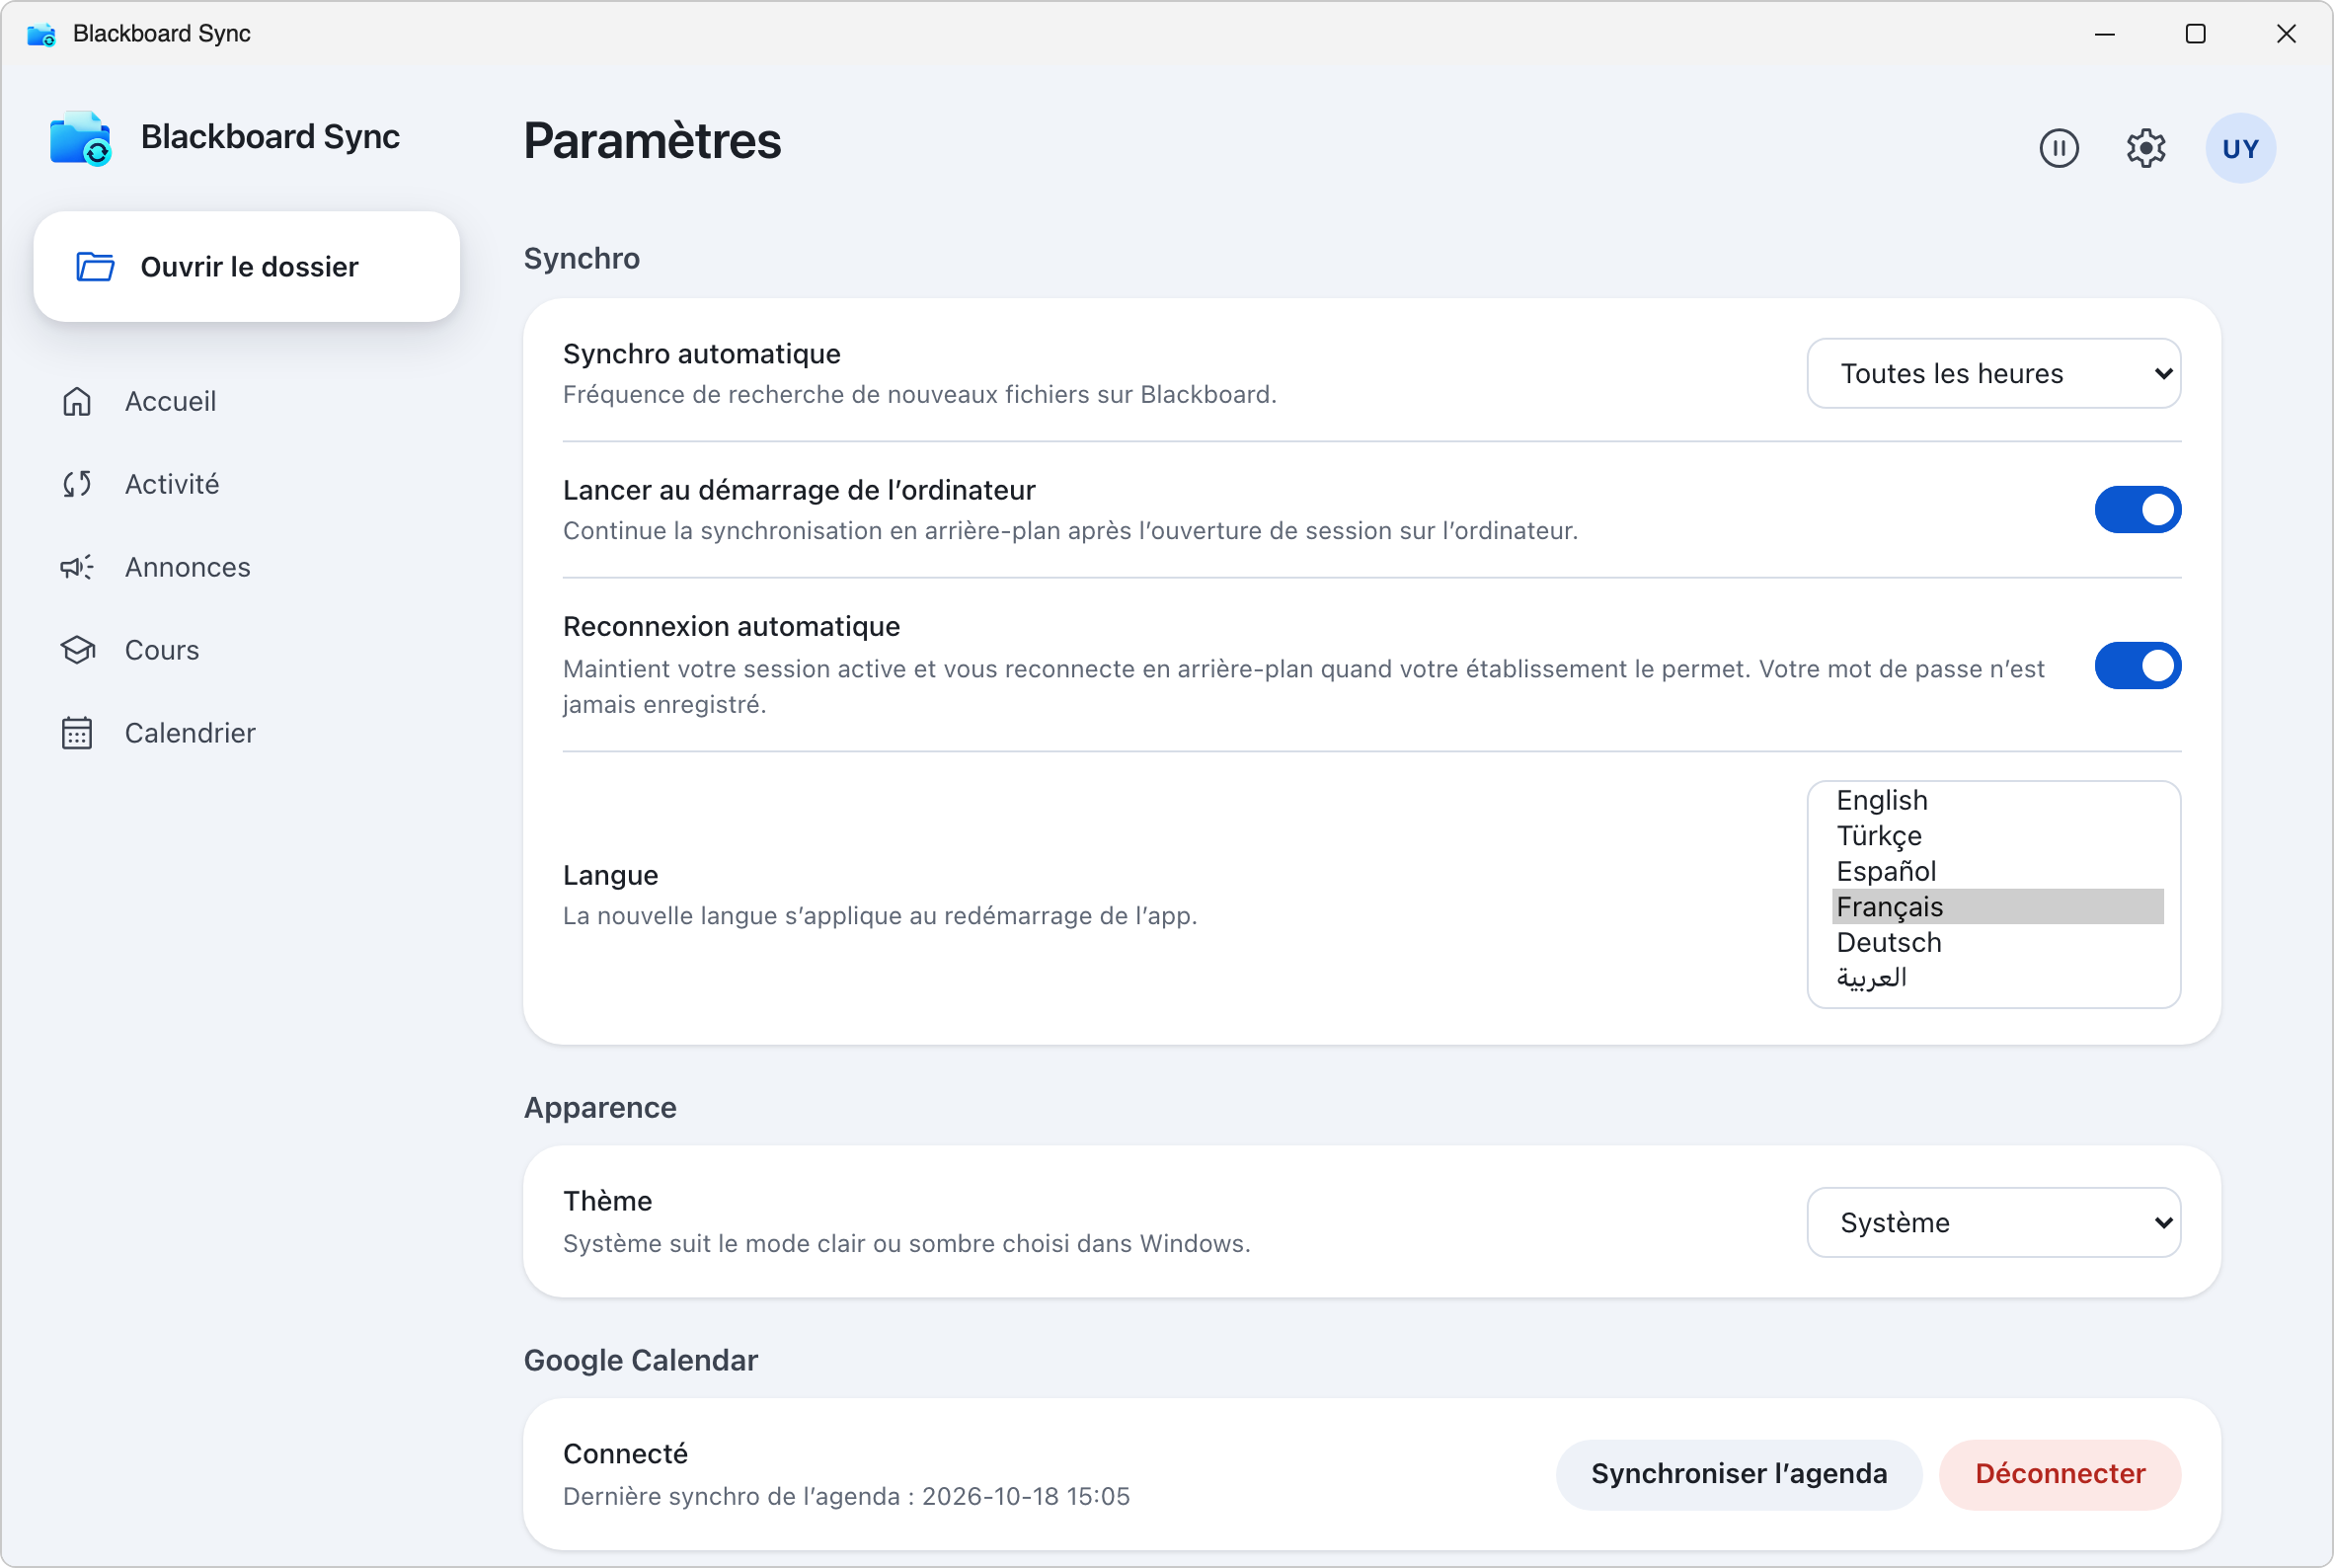 Blackboard Sync
Blackboard Sync
Paramètres
UY
Ouvrir le dossier
Accueil
Activité
Annonces
Cours
Calendrier
Synchro
Synchro automatique
Fréquence de recherche de nouveaux fichiers sur Blackboard.
Toutes les heures
Lancer au démarrage de l’ordinateur
Continue la synchronisation en arrière-plan après l’ouverture de session sur l’ordinateur.
Reconnexion automatique
Maintient votre session active et vous reconnecte en arrière-plan quand votre établissement le permet. Votre mot de passe n’est
jamais enregistré.
Langue
La nouvelle langue s’applique au redémarrage de l’app.
English
Türkçe
Español
Français
Deutsch
العربية
Apparence
Thème
Système suit le mode clair ou sombre choisi dans Windows.
Système
Google Calendar
Connecté
Dernière synchro de l’agenda : 2026-10-18 15:05
Synchroniser l’agenda
Déconnecter